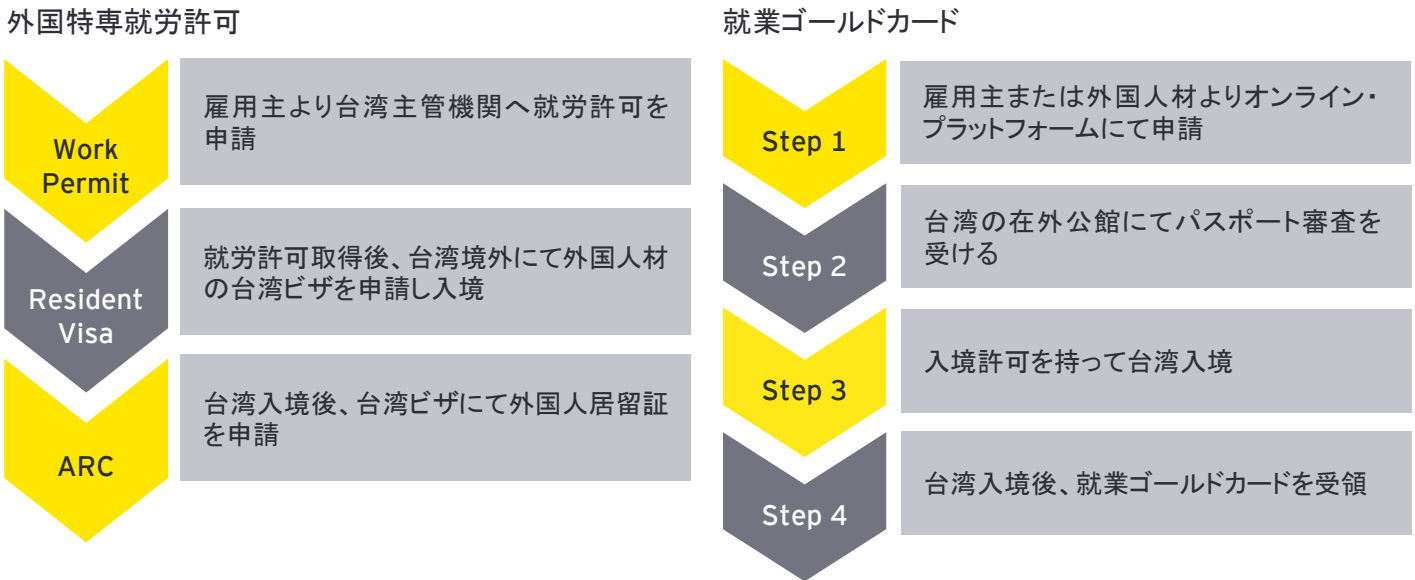 外国特専就労許可
Work
Permit
雇用主より台湾主管機関へ就労許可を
申請
Resident
Visa
就労許可取得後、台湾境外にて外国人材
の台湾ビザを申請し入境
ARC
台湾入境後、台湾ビザにて外国人居留証
を申請
就業ゴールドカード
Step 1
雇用主または外国人材よりオンライン・
プラットフォームにて申請
Step 2
台湾の在外公館にてパスポート審査を
受ける
Step 3
入境許可を持って台湾入境
Step 4
台湾入境後、就業ゴールドカードを受領